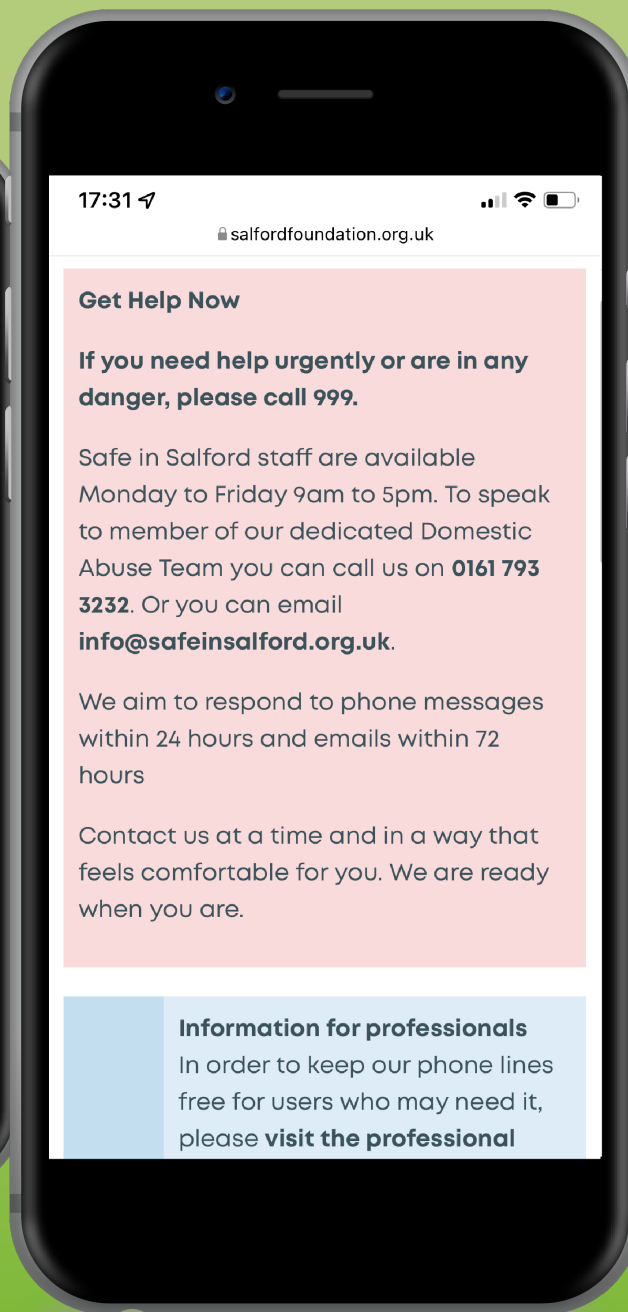 17:31
salfordfoundation.org.uk
Get Help Now
If you need help urgently or are in any
danger, please call 999.
Safe in Salford staff are available
Monday to Friday 9am to 5pm. To speak
to member of our dedicated Domestic
Abuse Team you can call us on 0161 793
3232. Or you can email
info@safeinsalford.org.uk.
We aim to respond to phone messages
within 24 hours and emails within 72
hours
Contact us at a time and in a way that
feels comfortable for you. We are ready
when you are.
Information for professionals
In order to keep our phone lines
free for users who may need it,
please visit the professional